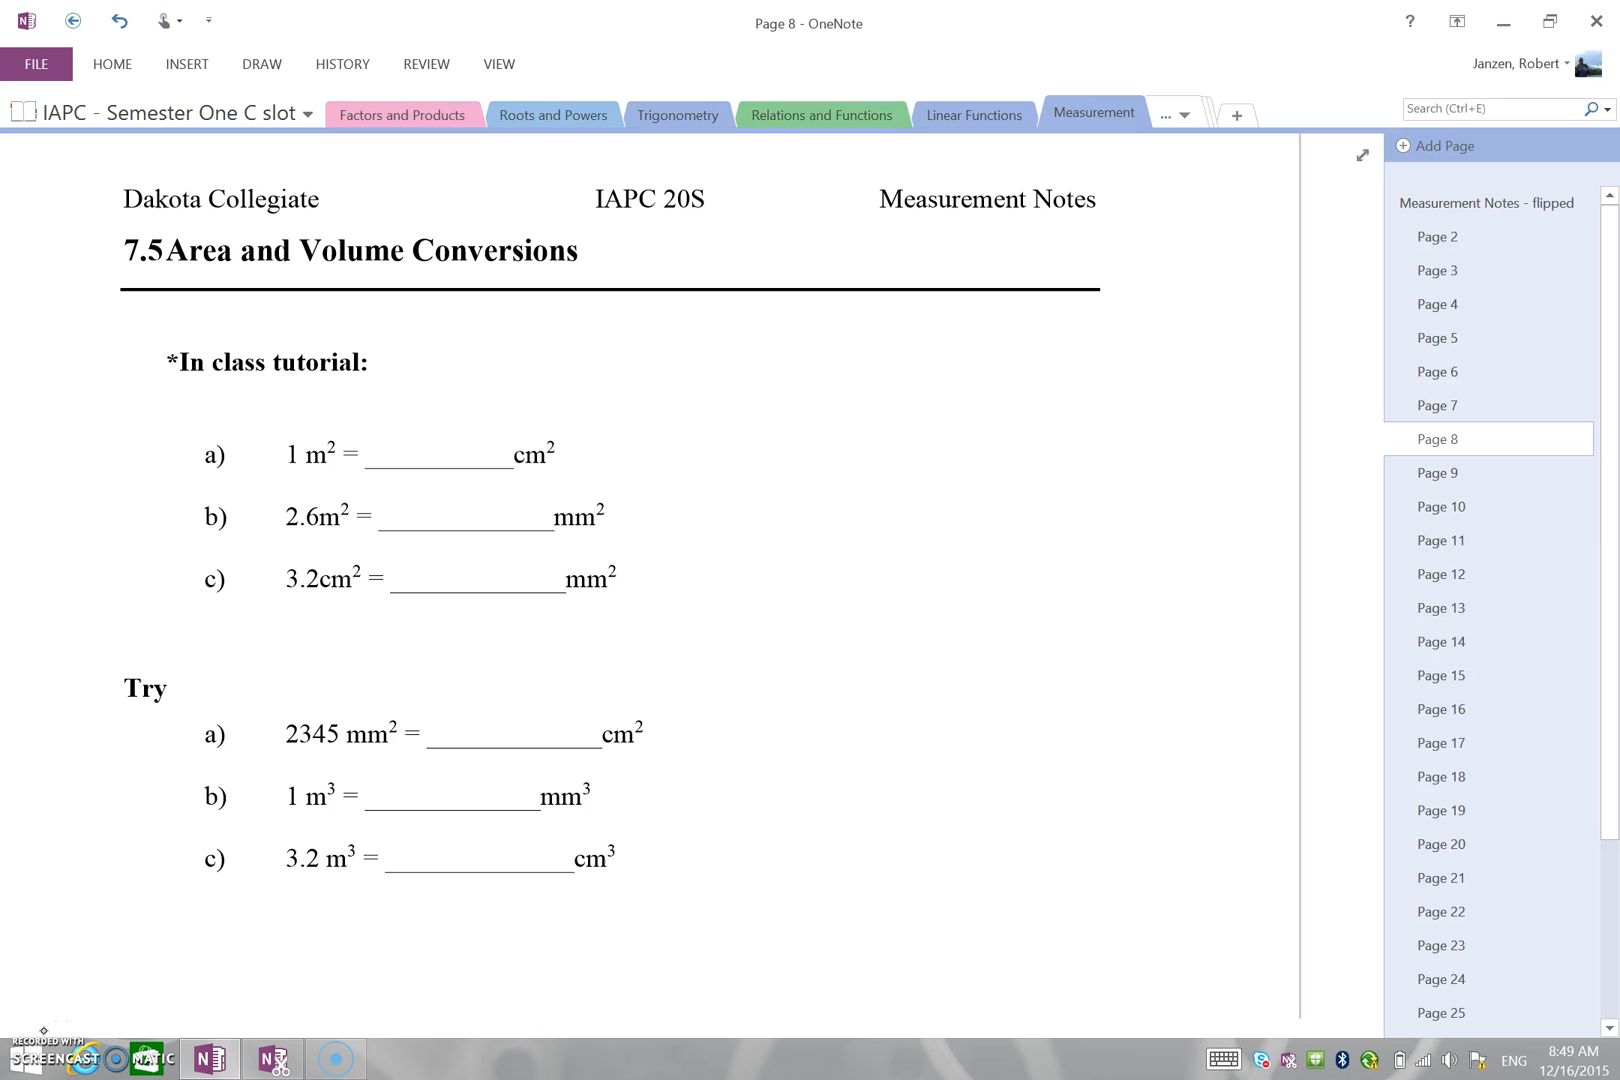 Page 8 - OneNote
?
FILE HOME INSERT DRAW HISTORY REVIEW VIEW
Janzen, Robert
IAPC - Semester One C slot
Factors and Products
Roots and Powers
Trigonometry
Relations and Functions
Linear Functions
Measurement
...
+
Search (Ctrl+E)
Add Page
Dakota Collegiate IAPC 20S Measurement Notes
7.5 Area and Volume Conversions
*In class tutorial:
a) 1 m² = ___________cm²
b) 2.6m² = _____________mm²
c) 3.2cm² = _____________mm²
Try
a) 2345 mm² = _____________cm²
b) 1 m³ = _____________mm³
c) 3.2 m³ = ______________cm³
Measurement Notes - flipped
Page 2
Page 3
Page 4
Page 5
Page 6
Page 7
Page 8
Page 9
Page 10
Page 11
Page 12
Page 13
Page 14
Page 15
Page 16
Page 17
Page 18
Page 19
Page 20
Page 21
Page 22
Page 23
Page 24
Page 25
RECORDED WITH
SCREENCAST MATIC
ENG
8:49 AM
12/16/2015